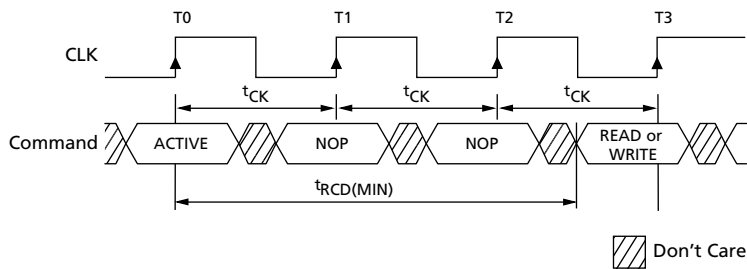 T0 T1 T2 T3
CLK
tCK tCK tCK
Command ACTIVE NOP NOP READ or
WRITE
tRCD(MIN)
Don't Care